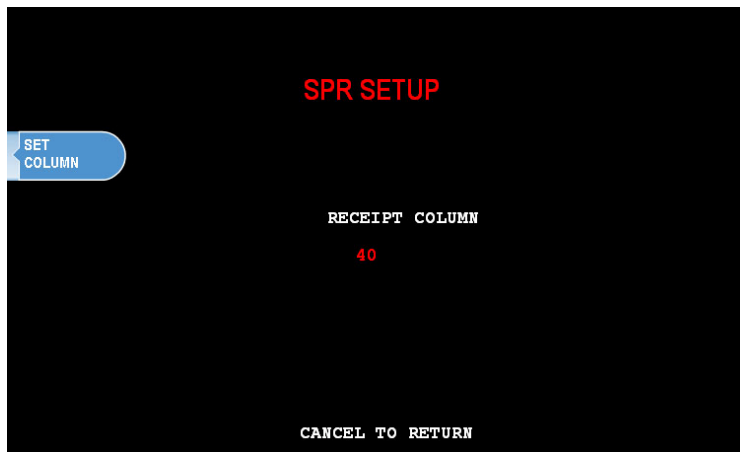 SPR SETUP
SET
COLUMN
RECEIPT COLUMN
40
CANCEL TO RETURN